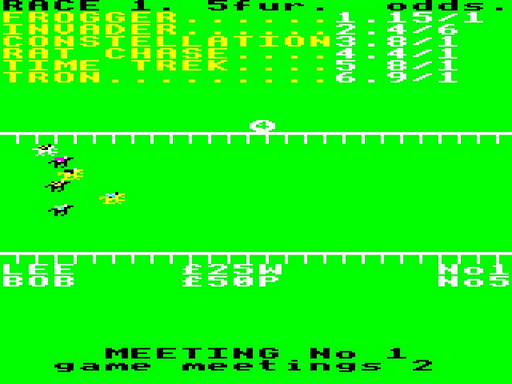 RACE 1. 5fur. odds.
FROGGER......1.15/1
INVADER......2.4/6
CONSTELLATION3.8/1
RAT CHASE....4.4/1
TIME TREK....5 8/1
TRON.........6.9/1
4
LEE £25W No1
BOB £50P No5
MEETING No 1
game meetings 2